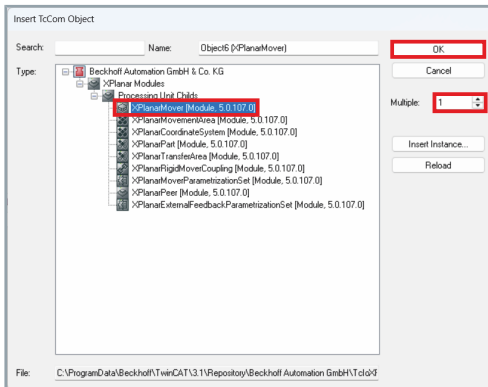 Insert TcCom Object
Search: Name: Object6 (XPlanarMover) OK
Type: Beckhoff Automation GmbH & Co. KG Cancel
XPlanar Modules
Processing Unit Childs
XPlanarMover [Module, 5.0.107.0] Multiple: 1
XPlanarMovementArea [Module, 5.0.107.0]
XPlanarCoordinateSystem [Module, 5.0.107.0]
XPlanarPart [Module, 5.0.107.0] Insert Instance...
XPlanarTransferArea [Module, 5.0.107.0]
XPlanarRigidMoverCoupling [Module, 5.0.107.0] Reload
XPlanarMoverParametrizationSet [Module, 5.0.107.0]
XPlanarPeer [Module, 5.0.107.0]
XPlanarExternalFeedbackParametrizationSet [Module, 5.0.107.0]
File: C:\ProgramData\Beckhoff\TwinCAT\3.1\Repository\Beckhoff Automation GmbH\TcIoXF